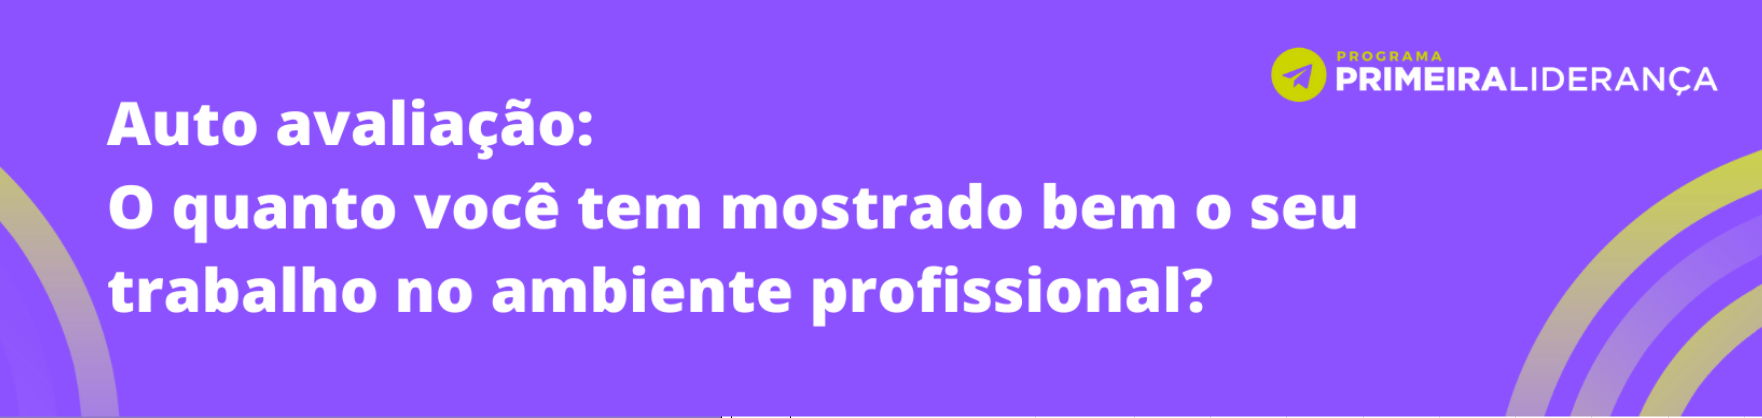 PROGRAMA
PRIMEIRALIDERANÇA
Auto avaliação:
O quanto você tem mostrado bem o seu
trabalho no ambiente profissional?